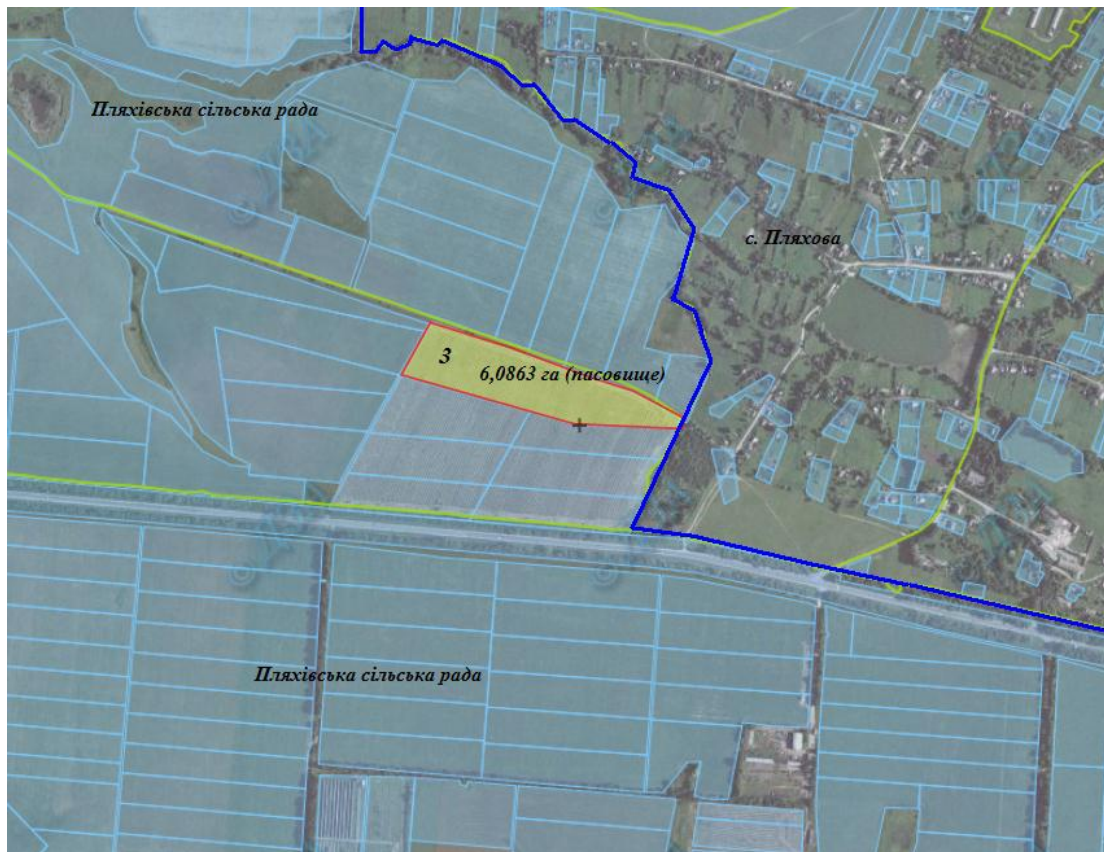 Пляхівська сільська рада
с. Пляхова
3
6,0863 га (пасовище)
Пляхівська сільська рада